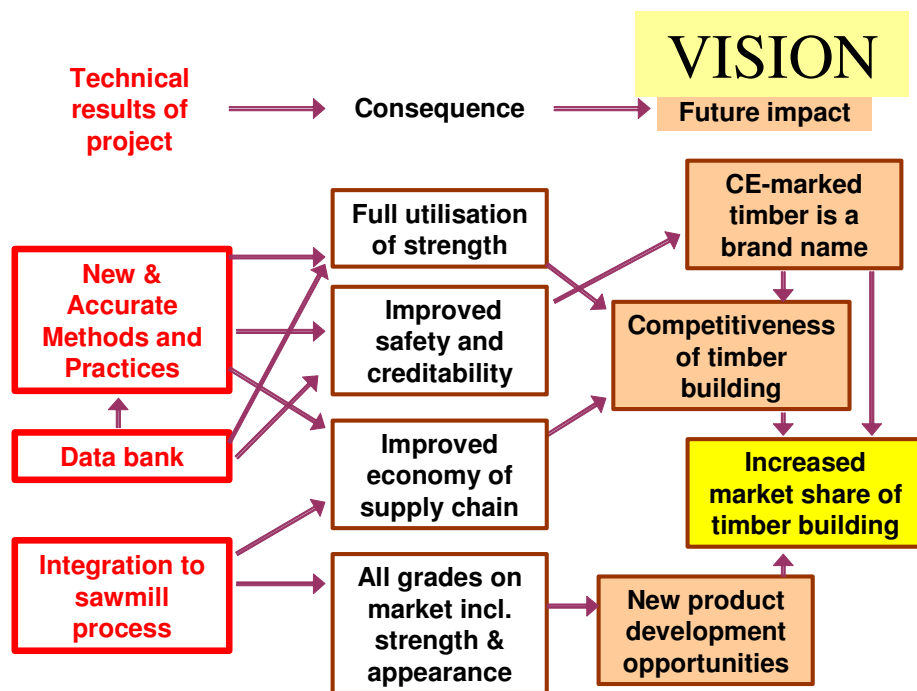 VISION
Technical
results of
project
Consequence
Future impact
New &
Accurate
Methods and
Practices
Data bank
Integration to
sawmill
process
Full utilisation
of strength
Improved
safety and
creditability
Improved
economy of
supply chain
All grades on
market incl.
strength &
appearance
CE-marked
timber is a
brand name
Competitiveness
of timber
building
Increased
market share of
timber building
New product
development
opportunities